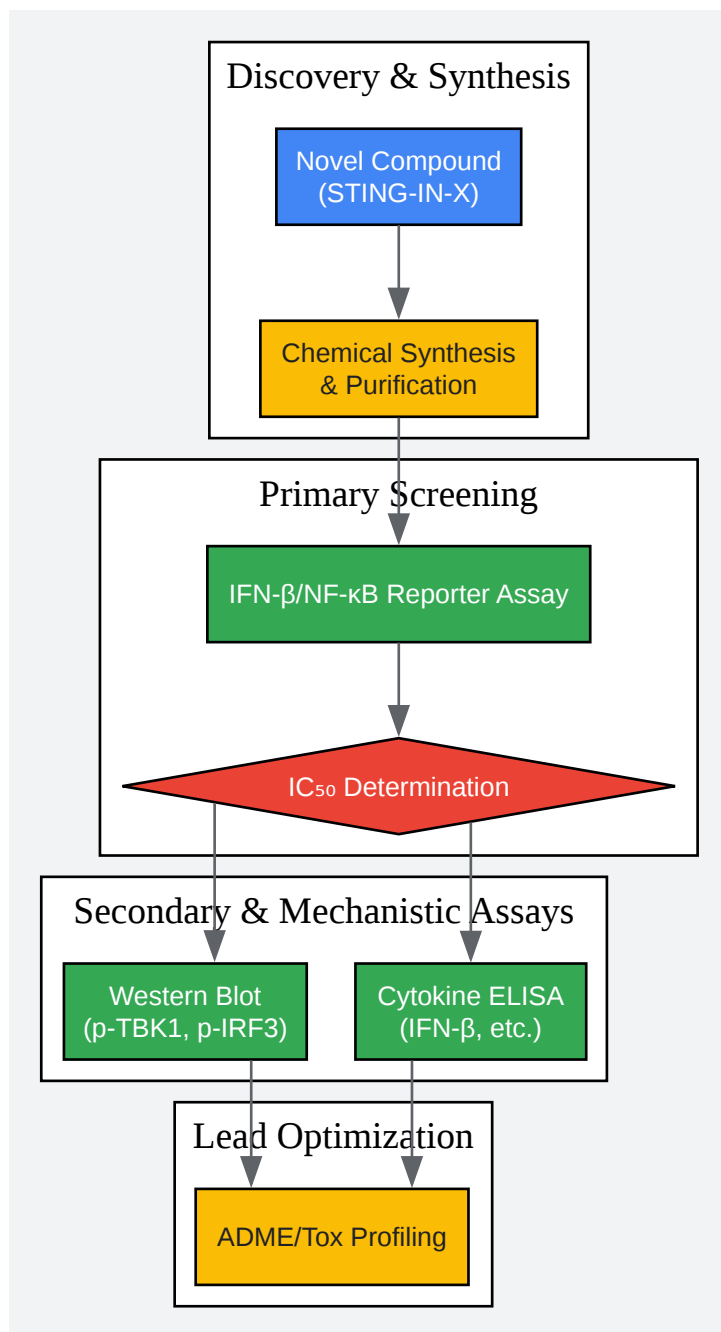 Discovery & Synthesis
Novel Compound
(STING-IN-X)
Chemical Synthesis
& Purification
Primary Screening
IFN-β/NF-κB Reporter Assay
IC₅₀ Determination
Secondary & Mechanistic Assays
Western Blot
(p-TBK1, p-IRF3)
Cytokine ELISA
(IFN-β, etc.)
Lead Optimization
ADME/Tox Profiling